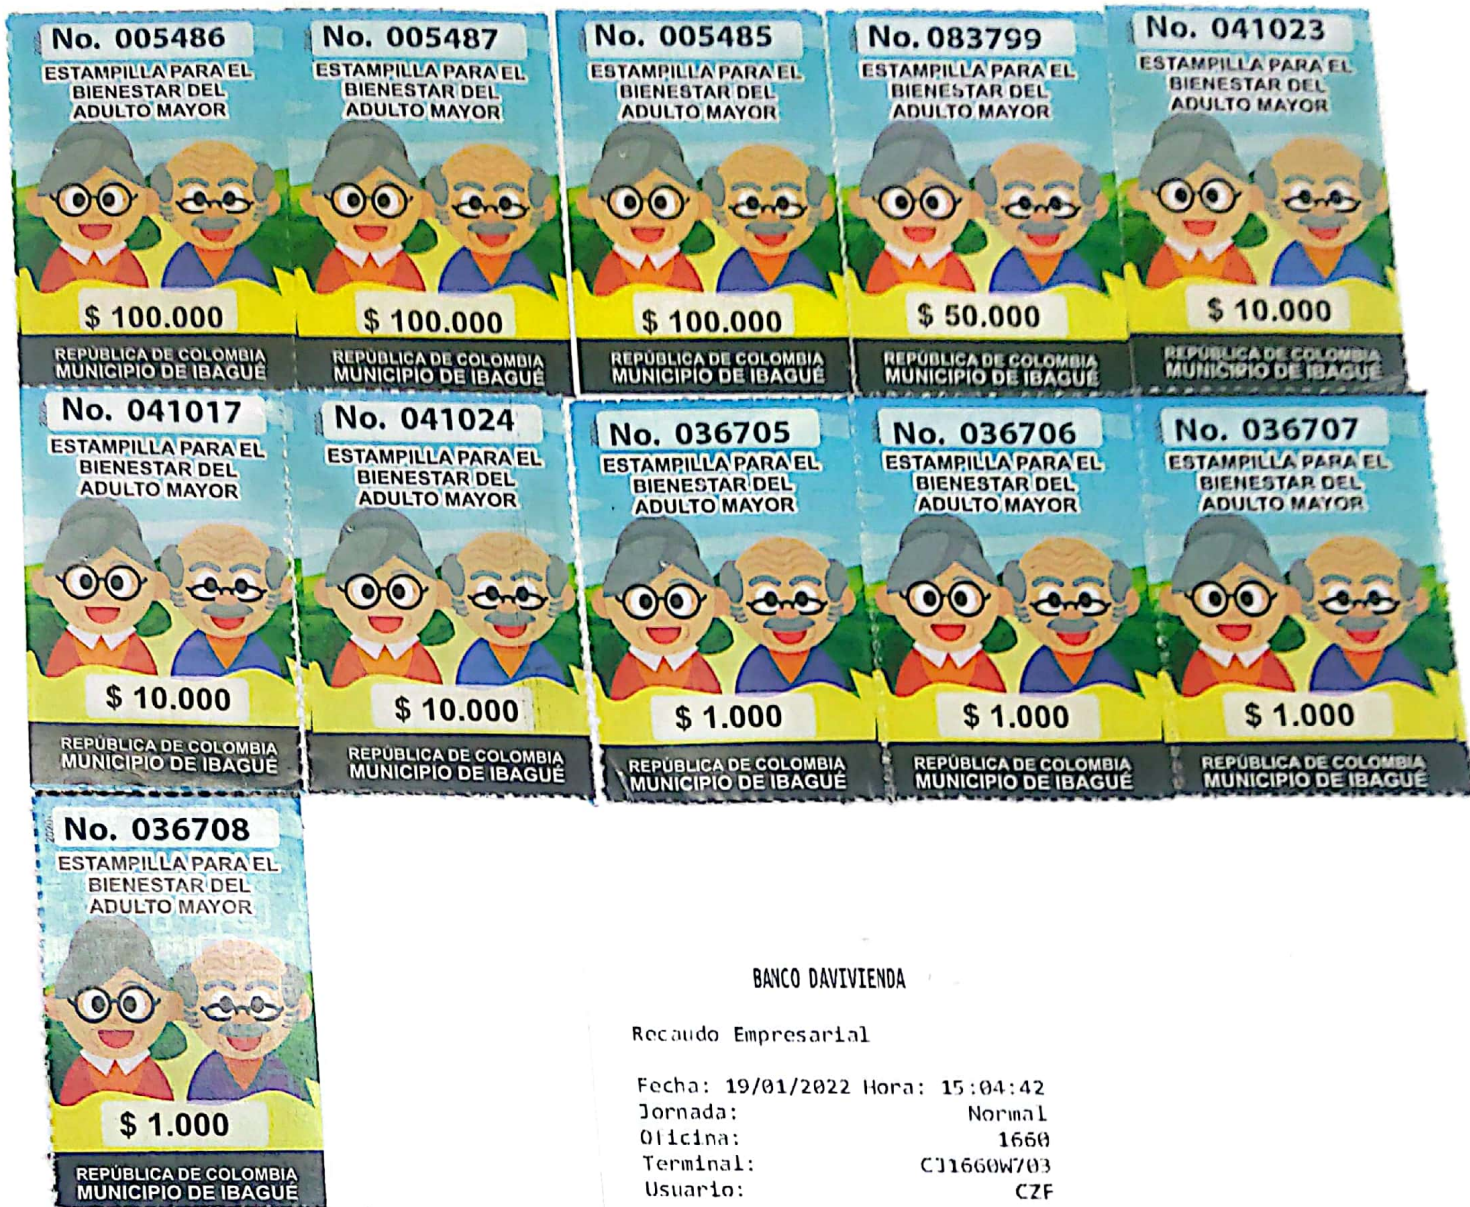 No. 005486
ESTAMPILLA PARA EL
BIENESTAR DEL
ADULTO MAYOR
$ 100.000
REPÚBLICA DE COLOMBIA
MUNICIPIO DE IBAGUÉ
No. 005487
ESTAMPILLA PARA EL
BIENESTAR DEL
ADULTO MAYOR
$ 100.000
REPÚBLICA DE COLOMBIA
MUNICIPIO DE IBAGUÉ
No. 005485
ESTAMPILLA PARA EL
BIENESTAR DEL
ADULTO MAYOR
$ 100.000
REPÚBLICA DE COLOMBIA
MUNICIPIO DE IBAGUÉ
No. 083799
ESTAMPILLA PARA EL
BIENESTAR DEL
ADULTO MAYOR
$ 50.000
REPÚBLICA DE COLOMBIA
MUNICIPIO DE IBAGUÉ
No. 041023
ESTAMPILLA PARA EL
BIENESTAR DEL
ADULTO MAYOR
$ 10.000
REPÚBLICA DE COLOMBIA
MUNICIPIO DE IBAGUÉ
No. 041017
ESTAMPILLA PARA EL
BIENESTAR DEL
ADULTO MAYOR
$ 10.000
REPÚBLICA DE COLOMBIA
MUNICIPIO DE IBAGUÉ
No. 041024
ESTAMPILLA PARA EL
BIENESTAR DEL
ADULTO MAYOR
$ 10.000
REPÚBLICA DE COLOMBIA
MUNICIPIO DE IBAGUÉ
No. 036705
ESTAMPILLA PARA EL
BIENESTAR DEL
ADULTO MAYOR
$ 1.000
REPÚBLICA DE COLOMBIA
MUNICIPIO DE IBAGUÉ
No. 036706
ESTAMPILLA PARA EL
BIENESTAR DEL
ADULTO MAYOR
$ 1.000
REPÚBLICA DE COLOMBIA
MUNICIPIO DE IBAGUÉ
No. 036707
ESTAMPILLA PARA EL
BIENESTAR DEL
ADULTO MAYOR
$ 1.000
REPÚBLICA DE COLOMBIA
MUNICIPIO DE IBAGUÉ
No. 036708
ESTAMPILLA PARA EL
BIENESTAR DEL
ADULTO MAYOR
$ 1.000
REPÚBLICA DE COLOMBIA
MUNICIPIO DE IBAGUÉ
BANCO DAVIVIENDA
Recaudo Empresarial
Fecha: 19/01/2022 Hora: 15:04:42
Jornada: Normal
Oficina: 1660
Terminal: CJ1660W703
Usuario: CZF